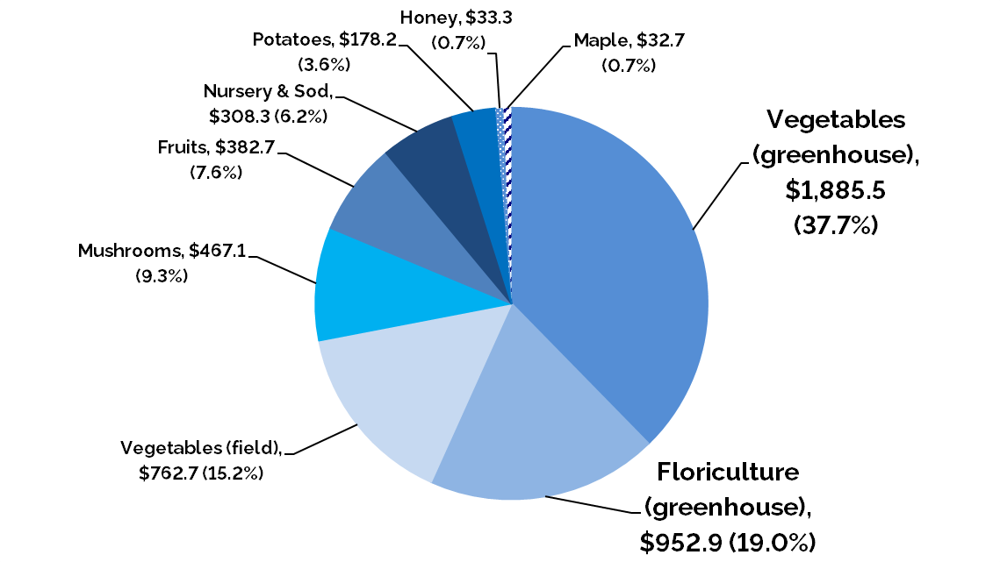 Honey, $33.3
(0.7%)
Maple, $32.7
(0.7%)
Potatoes, $178.2
(3.6%)
Nursery & Sod,
$308.3 (6.2%)
Fruits, $382.7
(7.6%)
Mushrooms, $467.1
(9.3%)
Vegetables (field),
$762.7 (15.2%)
Vegetables
(greenhouse),
$1,885.5
(37.7%)
Floriculture
(greenhouse),
$952.9 (19.0%)